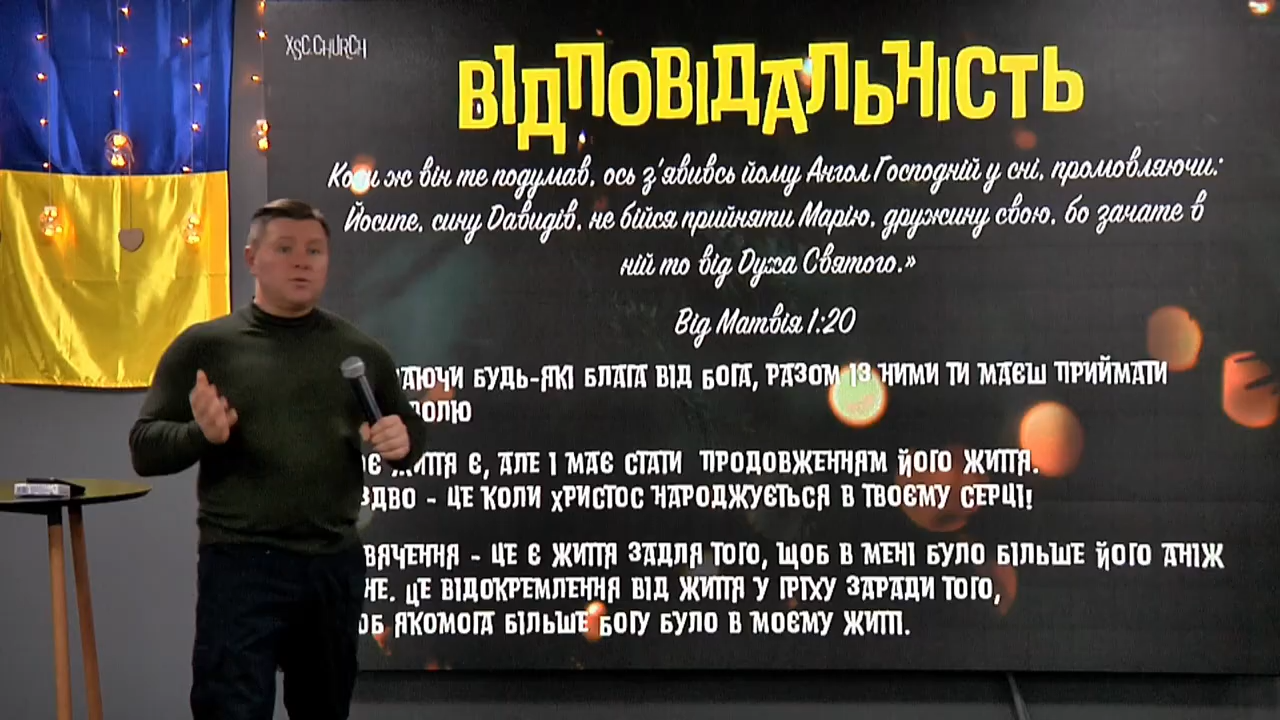 XSC.CHURCH
ВІДПОВІДАЛЬНІСТЬ
Коли ж він те подумав, ось з'явивсь йому Ангол Господній у сні, промовляючи:
Йосипе, сину Давидів, не бійся прийняти Марію, дружину свою, бо зачате в
ній то від Духа Святого.»
Від Матвія 1:20
БУДЬ-ЯКІ БЛАГА ВІД БОГА, РАЗОМ ІЗ НИМИ ТИ МАЄШ ПРИЙМАТИ
ЖИТТЯ Є, АЛЕ І МАЄ СТАТИ ПРОДОВЖЕННЯМ ЙОГО ЖИТТЯ.
- ЦЕ КОЛИ ХРИСТОС НАРОДЖУЄТЬСЯ В ТВОЄМУ СЕРЦІ!
- ЦЕ Є ЖИТТЯ ЗАДЛЯ ТОГО, ЩОБ В МЕНІ БУЛО БІЛЬШЕ ЙОГО АНІЖ
ЦЕ ВІДОКРЕМЛЕННЯ ВІД ЖИТТЯ У ГРІХУ ЗАРАДИ ТОГО,
ЯКОМОГА БІЛЬШЕ БОГУ БУЛО В МОЄМУ ЖИТТІ.